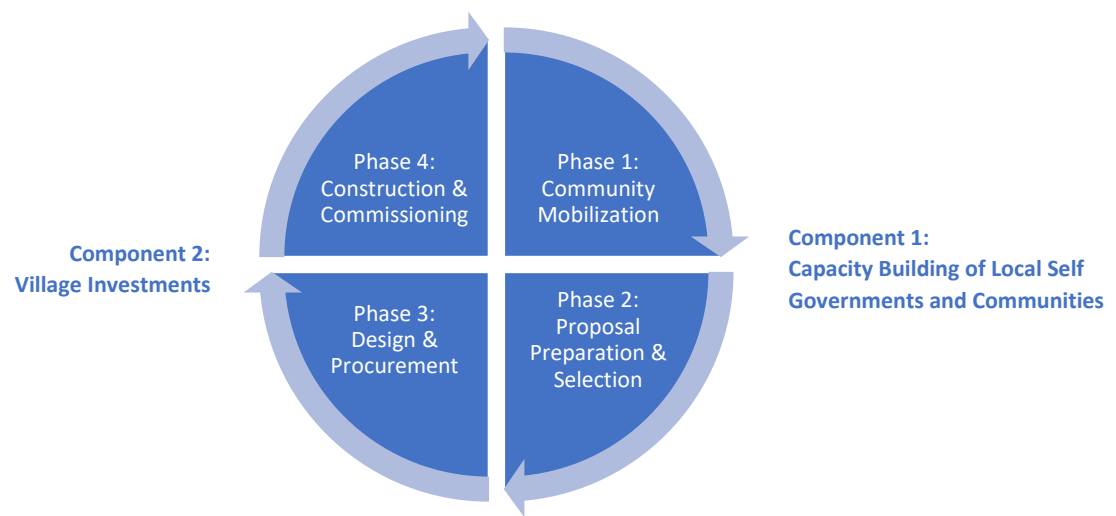 Phase 4:
Construction &
Commissioning
Phase 1:
Community
Mobilization
Component 2:
Village Investments
Component 1:
Capacity Building of Local Self
Governments and Communities
Phase 3:
Design &
Procurement
Phase 2:
Proposal
Preparation &
Selection